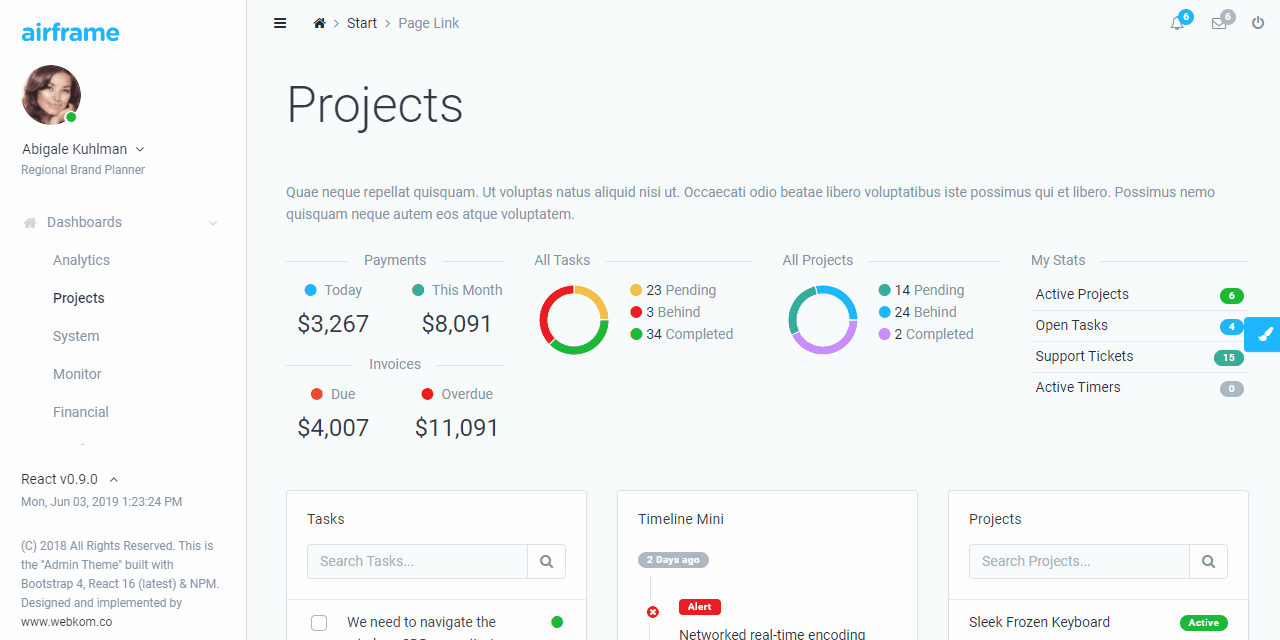 airframe
Abigale Kuhlman
Regional Brand Planner
Dashboards
Analytics
Projects
System
Monitor
Financial
React v0.9.0
Mon, Jun 03, 2019 1:23:24 PM
(C) 2018 All Rights Reserved. This is
the "Admin Theme" built with
Bootstrap 4, React 16 (latest) & NPM.
Designed and implemented by
www.webkom.co
Start Page Link
6 6
Projects
Quae neque repellat quisquam. Ut voluptas natus aliquid nisi ut. Occaecati odio beatae libero voluptatibus iste possimus qui et libero. Possimus nemo
quisquam neque autem eos atque voluptatem.
Payments
Today This Month
$3,267 $8,091
Invoices
Due Overdue
$4,007 $11,091
All Tasks
23 Pending
3 Behind
34 Completed
All Projects
14 Pending
24 Behind
2 Completed
My Stats
Active Projects 6
Open Tasks 4
Support Tickets 15
Active Timers 0
Tasks
Search Tasks...
We need to navigate the
Timeline Mini
2 Days ago
Alert
Networked real-time encoding
Projects
Search Projects...
Sleek Frozen Keyboard Active